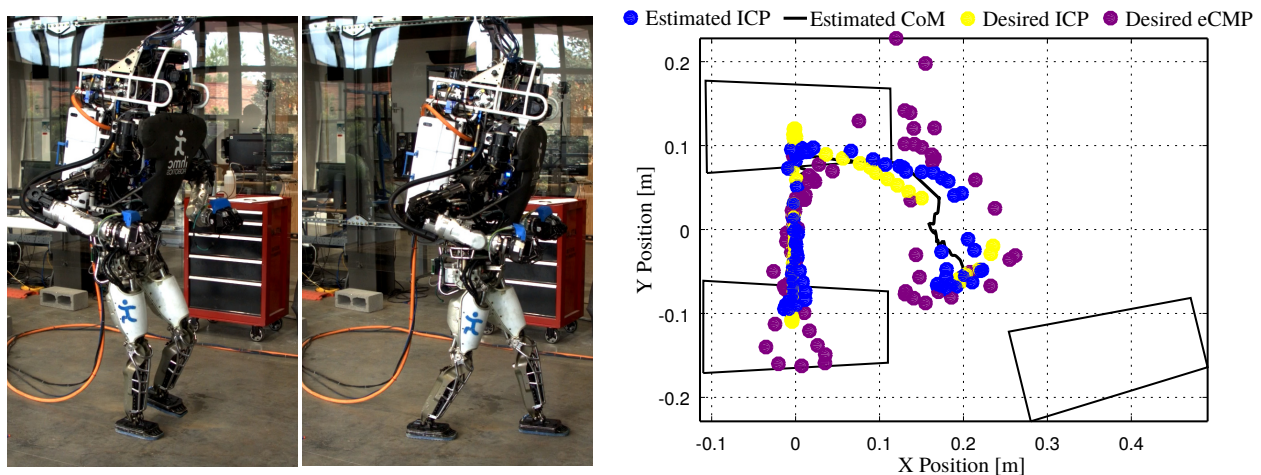 Estimated ICP Estimated CoM Desired ICP Desired eCMP
0.2
0.1
0
-0.1
-0.2
Y Position [m]
-0.1 0 0.1 0.2 0.3 0.4
X Position [m]